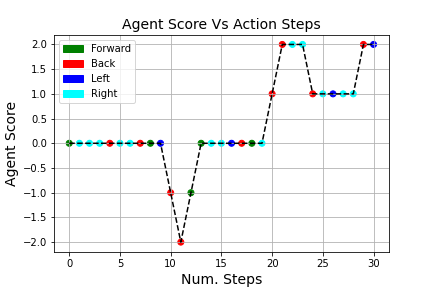 Agent Score Vs Action Steps
Forward
Back
Left
Right
2.0
1.5
1.0
0.5
0.0
−0.5
−1.0
−1.5
−2.0
Agent Score
0 5 10 15 20 25 30
Num. Steps